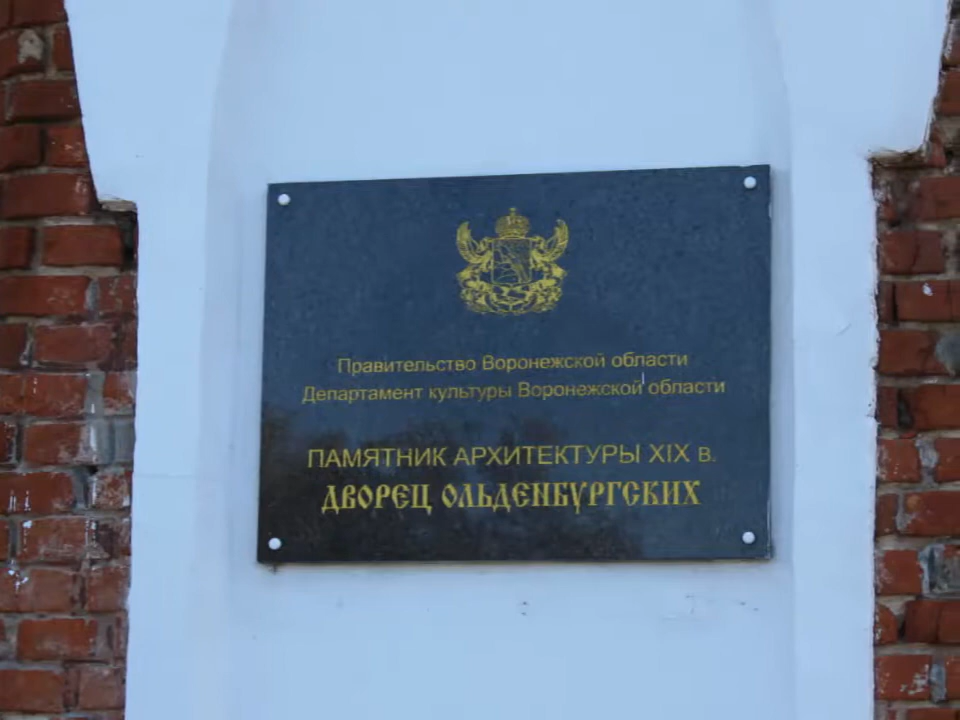 Правительство Воронежской области
Департамент культуры Воронежской области
ПАМЯТНИК АРХИТЕКТУРЫ XIX в.
ДВОРЕЦ ОЛЬДЕНБУРГСКИХ